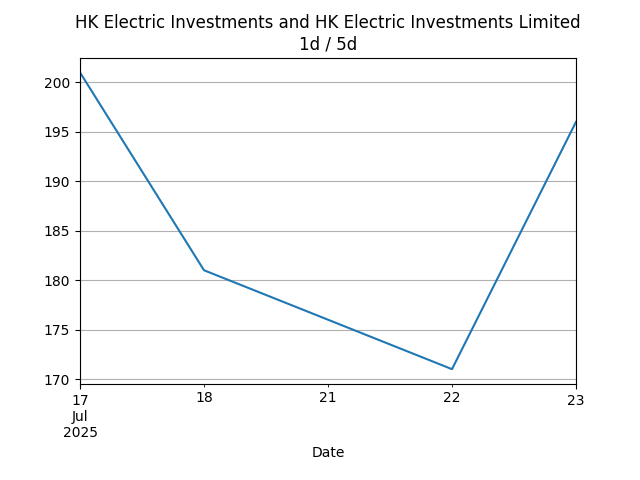 HK Electric Investments and HK Electric Investments Limited
1d / 5d
200
195
190
185
180
175
170
17 18 21 22 23
Jul
2025
Date